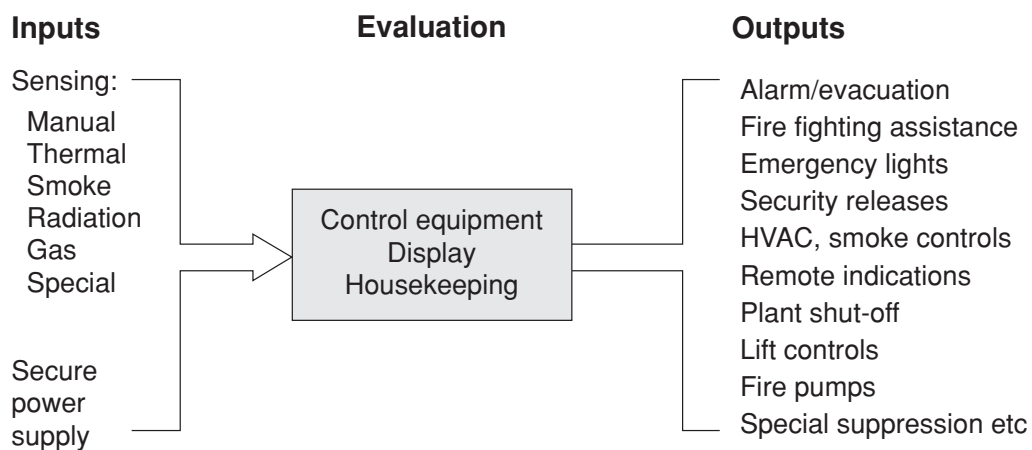 Inputs
Evaluation
Outputs
Sensing:
Manual
Thermal
Smoke
Radiation
Gas
Special
Secure
power
supply
Control equipment
Display
Housekeeping
Alarm/evacuation
Fire fighting assistance
Emergency lights
Security releases
HVAC, smoke controls
Remote indications
Plant shut-off
Lift controls
Fire pumps
Special suppression etc